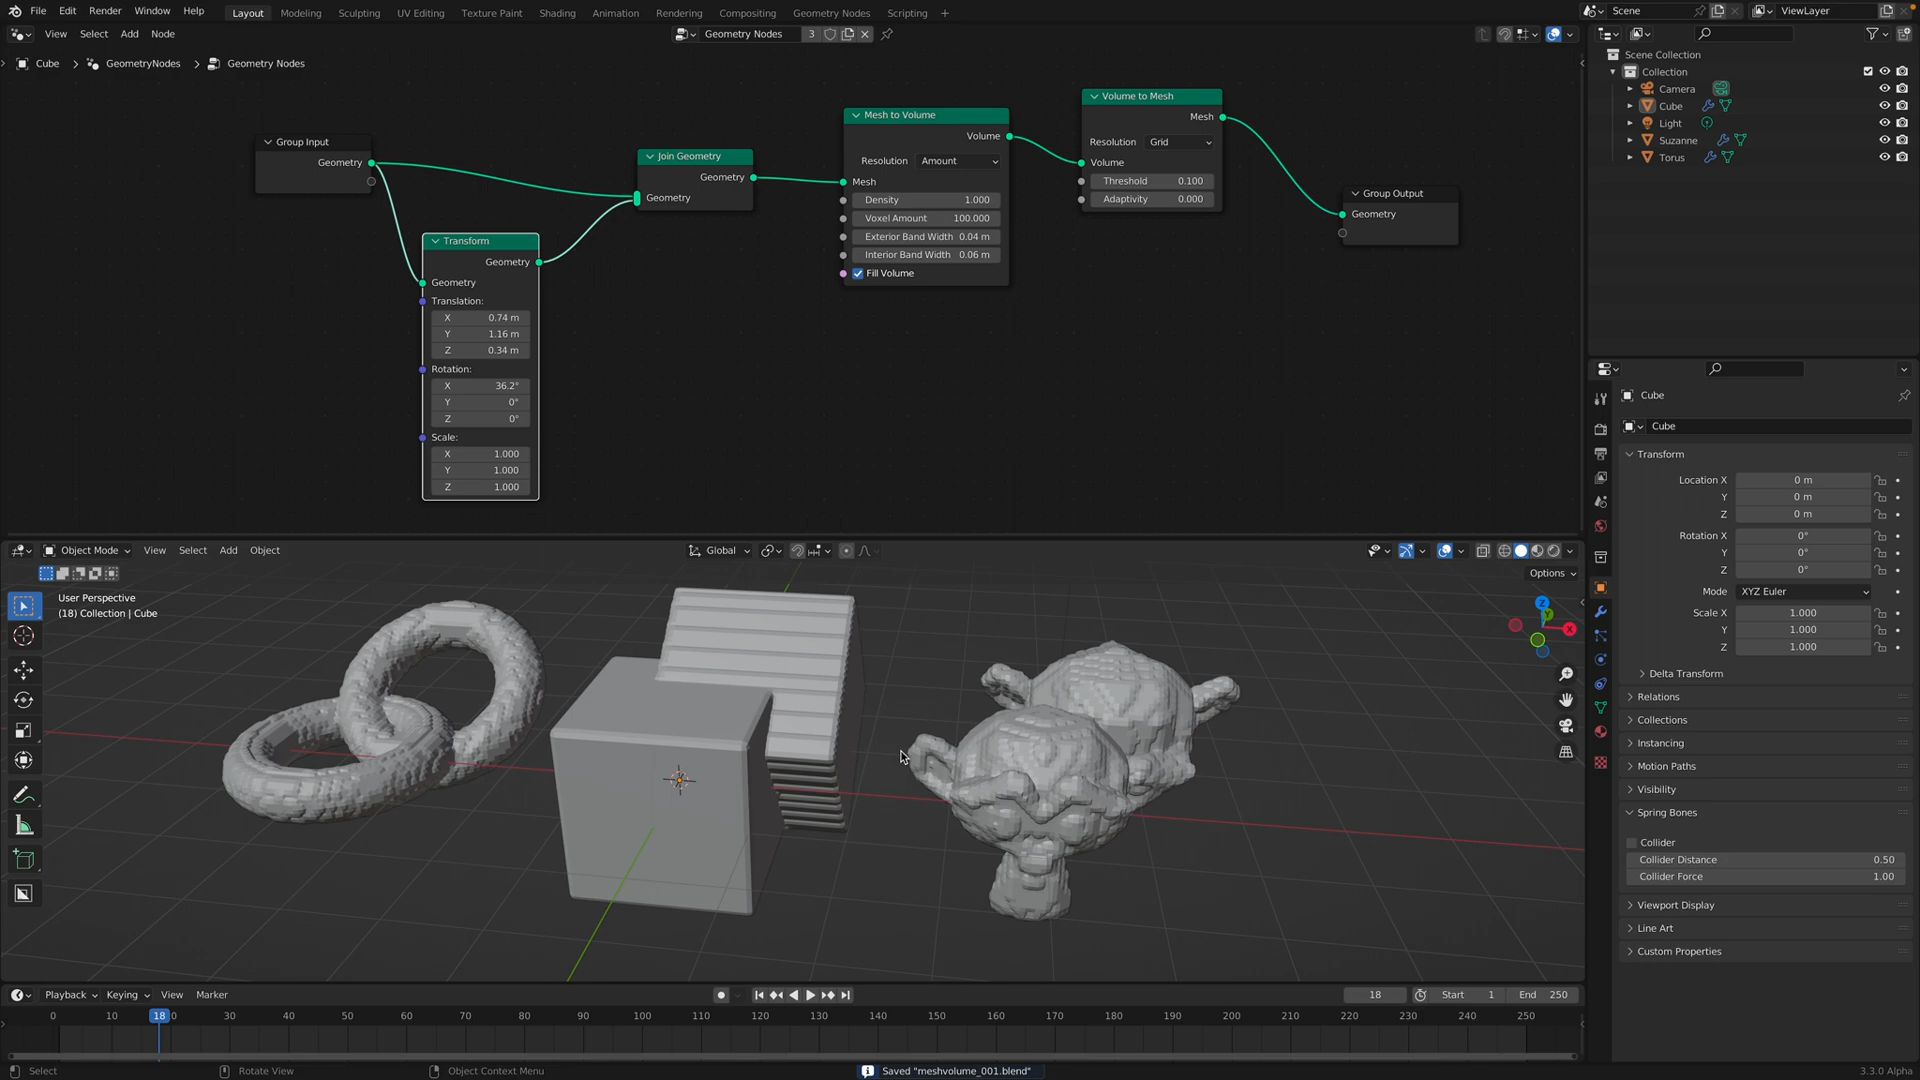 File Edit Render Window Help Layout Modeling Sculpting UV Editing Texture Paint Shading Animation Rendering Compositing Geometry Nodes Scripting + Scene ViewLayer
View Select Add Node Geometry Nodes 3
Cube > GeometryNodes > Geometry Nodes
Scene Collection
Collection
Camera
Cube
Light
Suzanne
Torus
Group Input
Geometry
Transform
Geometry
Geometry
Translation:
X 0.74 m
Y 1.16 m
Z 0.34 m
Rotation:
X 36.2°
Y 0°
Z 0°
Scale:
X 1.000
Y 1.000
Z 1.000
Join Geometry
Geometry
Geometry
Mesh to Volume
Volume
Resolution Amount
Mesh
Density 1.000
Voxel Amount 100.000
Exterior Band Width 0.04 m
Interior Band Width 0.06 m
Fill Volume
Volume to Mesh
Mesh
Resolution Grid
Volume
Threshold 0.100
Adaptivity 0.000
Group Output
Geometry
Object Mode View Select Add Object Global
Options
User Perspective
(18) Collection | Cube
Z
Y
X
Cube
Cube
Transform
Location X 0 m
Y 0 m
Z 0 m
Rotation X 0°
Y 0°
Z 0°
Mode XYZ Euler
Scale X 1.000
Y 1.000
Z 1.000
Delta Transform
Relations
Collections
Instancing
Motion Paths
Visibility
Spring Bones
Collider
Collider Distance 0.50
Collider Force 1.00
Viewport Display
Line Art
Custom Properties
Playback Keying View Marker 18 Start 1 End 250
0 10 18 30 40 50 60 70 80 90 100 110 120 130 140 150 160 170 180 190 200 210 220 230 240 250
Select Rotate View Object Context Menu Saved "meshvolume_001.blend" 3.3.0 Alpha